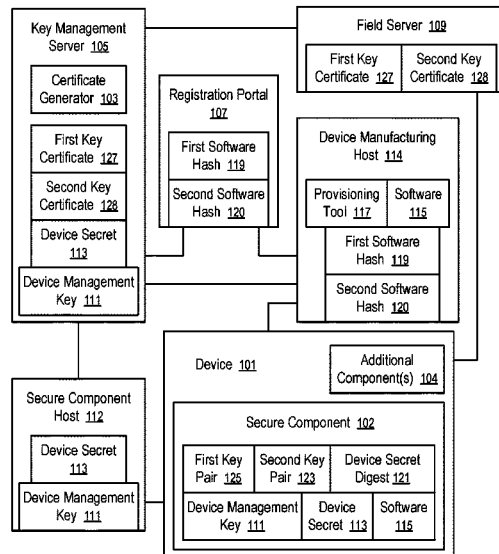 Key Management
Server 105
Certificate
Generator 103
First Key
Certificate 127
Second Key
Certificate 128
Device Secret
113
Device Management
Key 111
Registration Portal
107
First Software
Hash 119
Second Software
Hash 120
Field Server
109
First Key
Certificate 127
Second Key
Certificate 128
Device Manufacturing
Host 114
Provisioning
Tool 117
Software
115
First Software
Hash 119
Second Software
Hash 120
Secure Component
Host 112
Device Secret
113
Device Management
Key 111
Device 101
Additional
Component(s) 104
Secure Component 102
First Key
Pair 125
Second Key
Pair 123
Device Secret
Digest 121
Device Management
Key 111
Device
Secret 113
Software
115